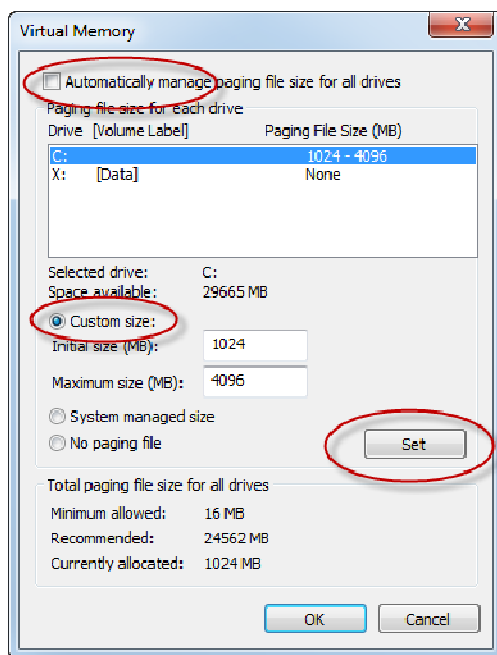 Virtual Memory
Automatically manage paging file size for all drives
Paging file size for each drive
Drive [Volume Label] Paging File Size (MB)
C: 1024 - 4096
X: [Data] None
Selected drive: C:
Space available: 29665 MB
Custom size:
Initial size (MB): 1024
Maximum size (MB): 4096
System managed size
No paging file Set
Total paging file size for all drives
Minimum allowed: 16 MB
Recommended: 24562 MB
Currently allocated: 1024 MB
OK Cancel